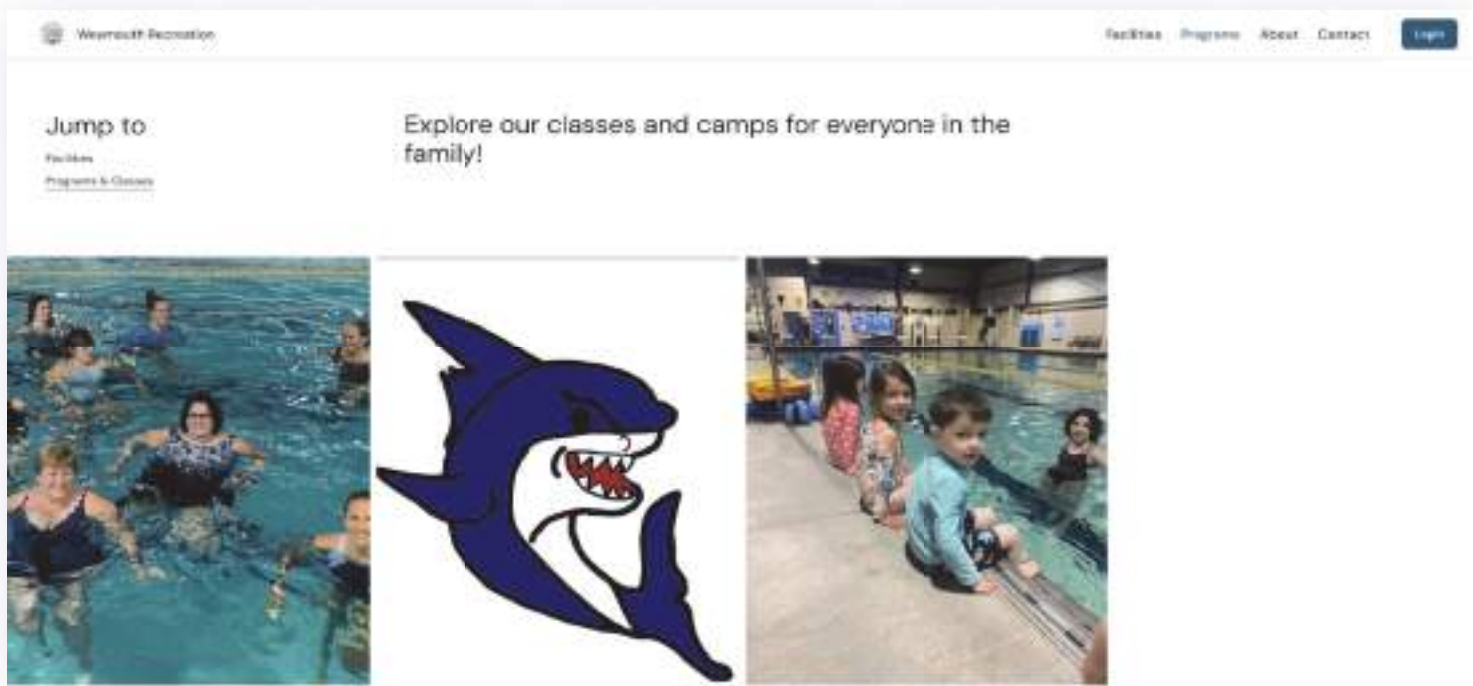 Weymouth Recreation
Facilities Programs About Contact Login
Jump to
Facilities
Programs & Classes
Explore our classes and camps for everyone in the
family!